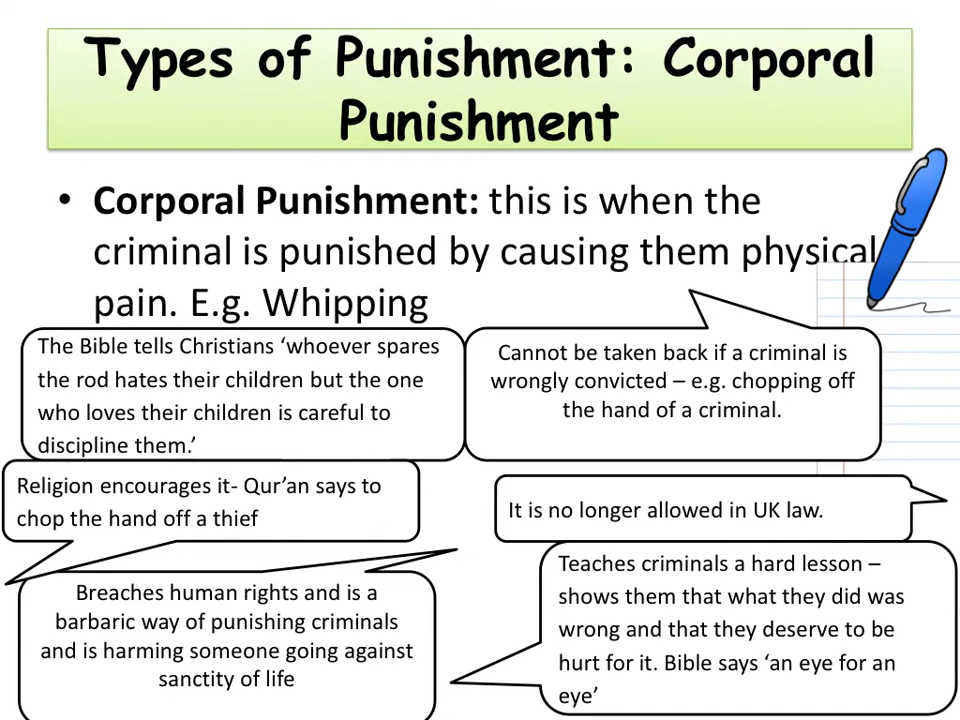 Types of Punishment: Corporal
Punishment
• Corporal Punishment: this is when the
criminal is punished by causing them physical
pain. E.g. Whipping
The Bible tells Christians ‘whoever spares
the rod hates their children but the one
who loves their children is careful to
discipline them.’
Cannot be taken back if a criminal is
wrongly convicted – e.g. chopping off
the hand of a criminal.
Religion encourages it- Qur’an says to
chop the hand off a thief
It is no longer allowed in UK law.
Breaches human rights and is a
barbaric way of punishing criminals
and is harming someone going against
sanctity of life
Teaches criminals a hard lesson –
shows them that what they did was
wrong and that they deserve to be
hurt for it. Bible says ‘an eye for an
eye’